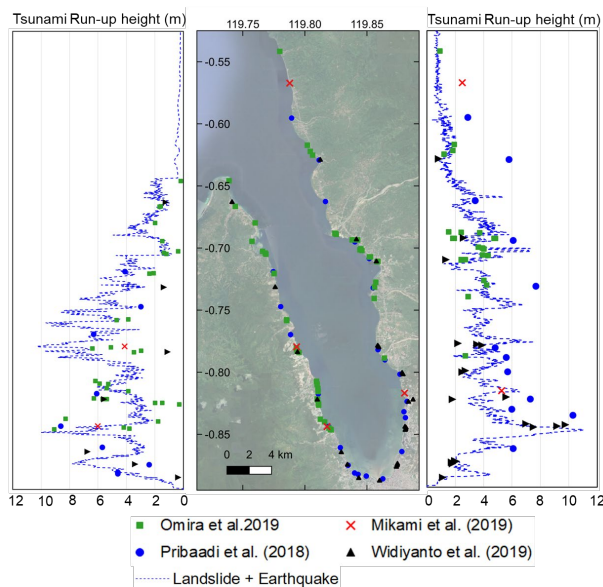 Tsunami Run-up height (m)
119.75 119.80 119.85
Tsunami Run-up height (m)
-0.55
-0.60
-0.65
-0.70
-0.75
-0.80
-0.85
0 2 4 km
12 10 8 6 4 2 0
0 2 4 6 8 10 12
Omira et al.2019
Mikami et al. (2019)
Pribaadi et al. (2018)
Widiyanto et al. (2019)
Landslide + Earthquake